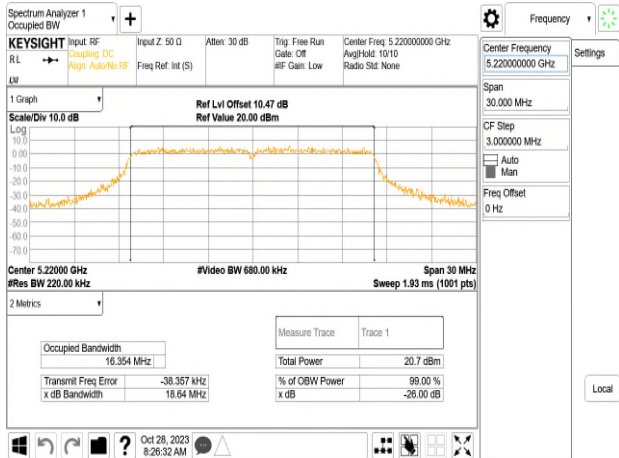 Spectrum Analyzer 1
Occupied BW
Frequency
KEYSIGHT
RL
Input: RF
Coupling: DC
Align: Auto/No RF
Input Z: 50 Ω
Freq Ref: Int (S)
Atten: 30 dB
Trig: Free Run
Gate: Off
#IF Gain: Low
Center Freq: 5.220000000 GHz
Avg|Hold: 10/10
Radio Std: None
Center Frequency
5.220000000 GHz
Settings
Span
30.000 MHz
CF Step
3.000000 MHz
Auto
Man
Freq Offset
0 Hz
Local
1 Graph
Scale/Div 10.0 dB
Ref Lvl Offset 10.47 dB
Ref Value 20.00 dBm
Log
10.0
0.00
-10.0
-20.0
-30.0
-40.0
-50.0
-60.0
-70.0
Center 5.22000 GHz
#Res BW 220.00 kHz
#Video BW 680.00 kHz
Span 30 MHz
Sweep 1.93 ms (1001 pts)
2 Metrics
Measure Trace
Trace 1
Occupied Bandwidth
16.354 MHz
Total Power
20.7 dBm
Transmit Freq Error
-38.357 kHz
% of OBW Power
99.00 %
x dB Bandwidth
18.64 MHz
x dB
-26.00 dB
?
Oct 28, 2023
8:26:32 AM